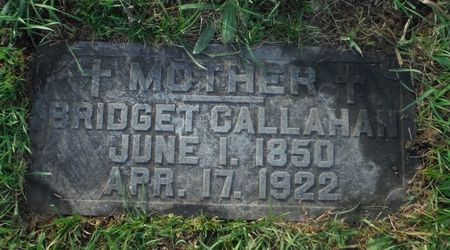 MOTHER
BRIDGET CALLAHAN
JUNE 1. 1850
APR. 17. 1922